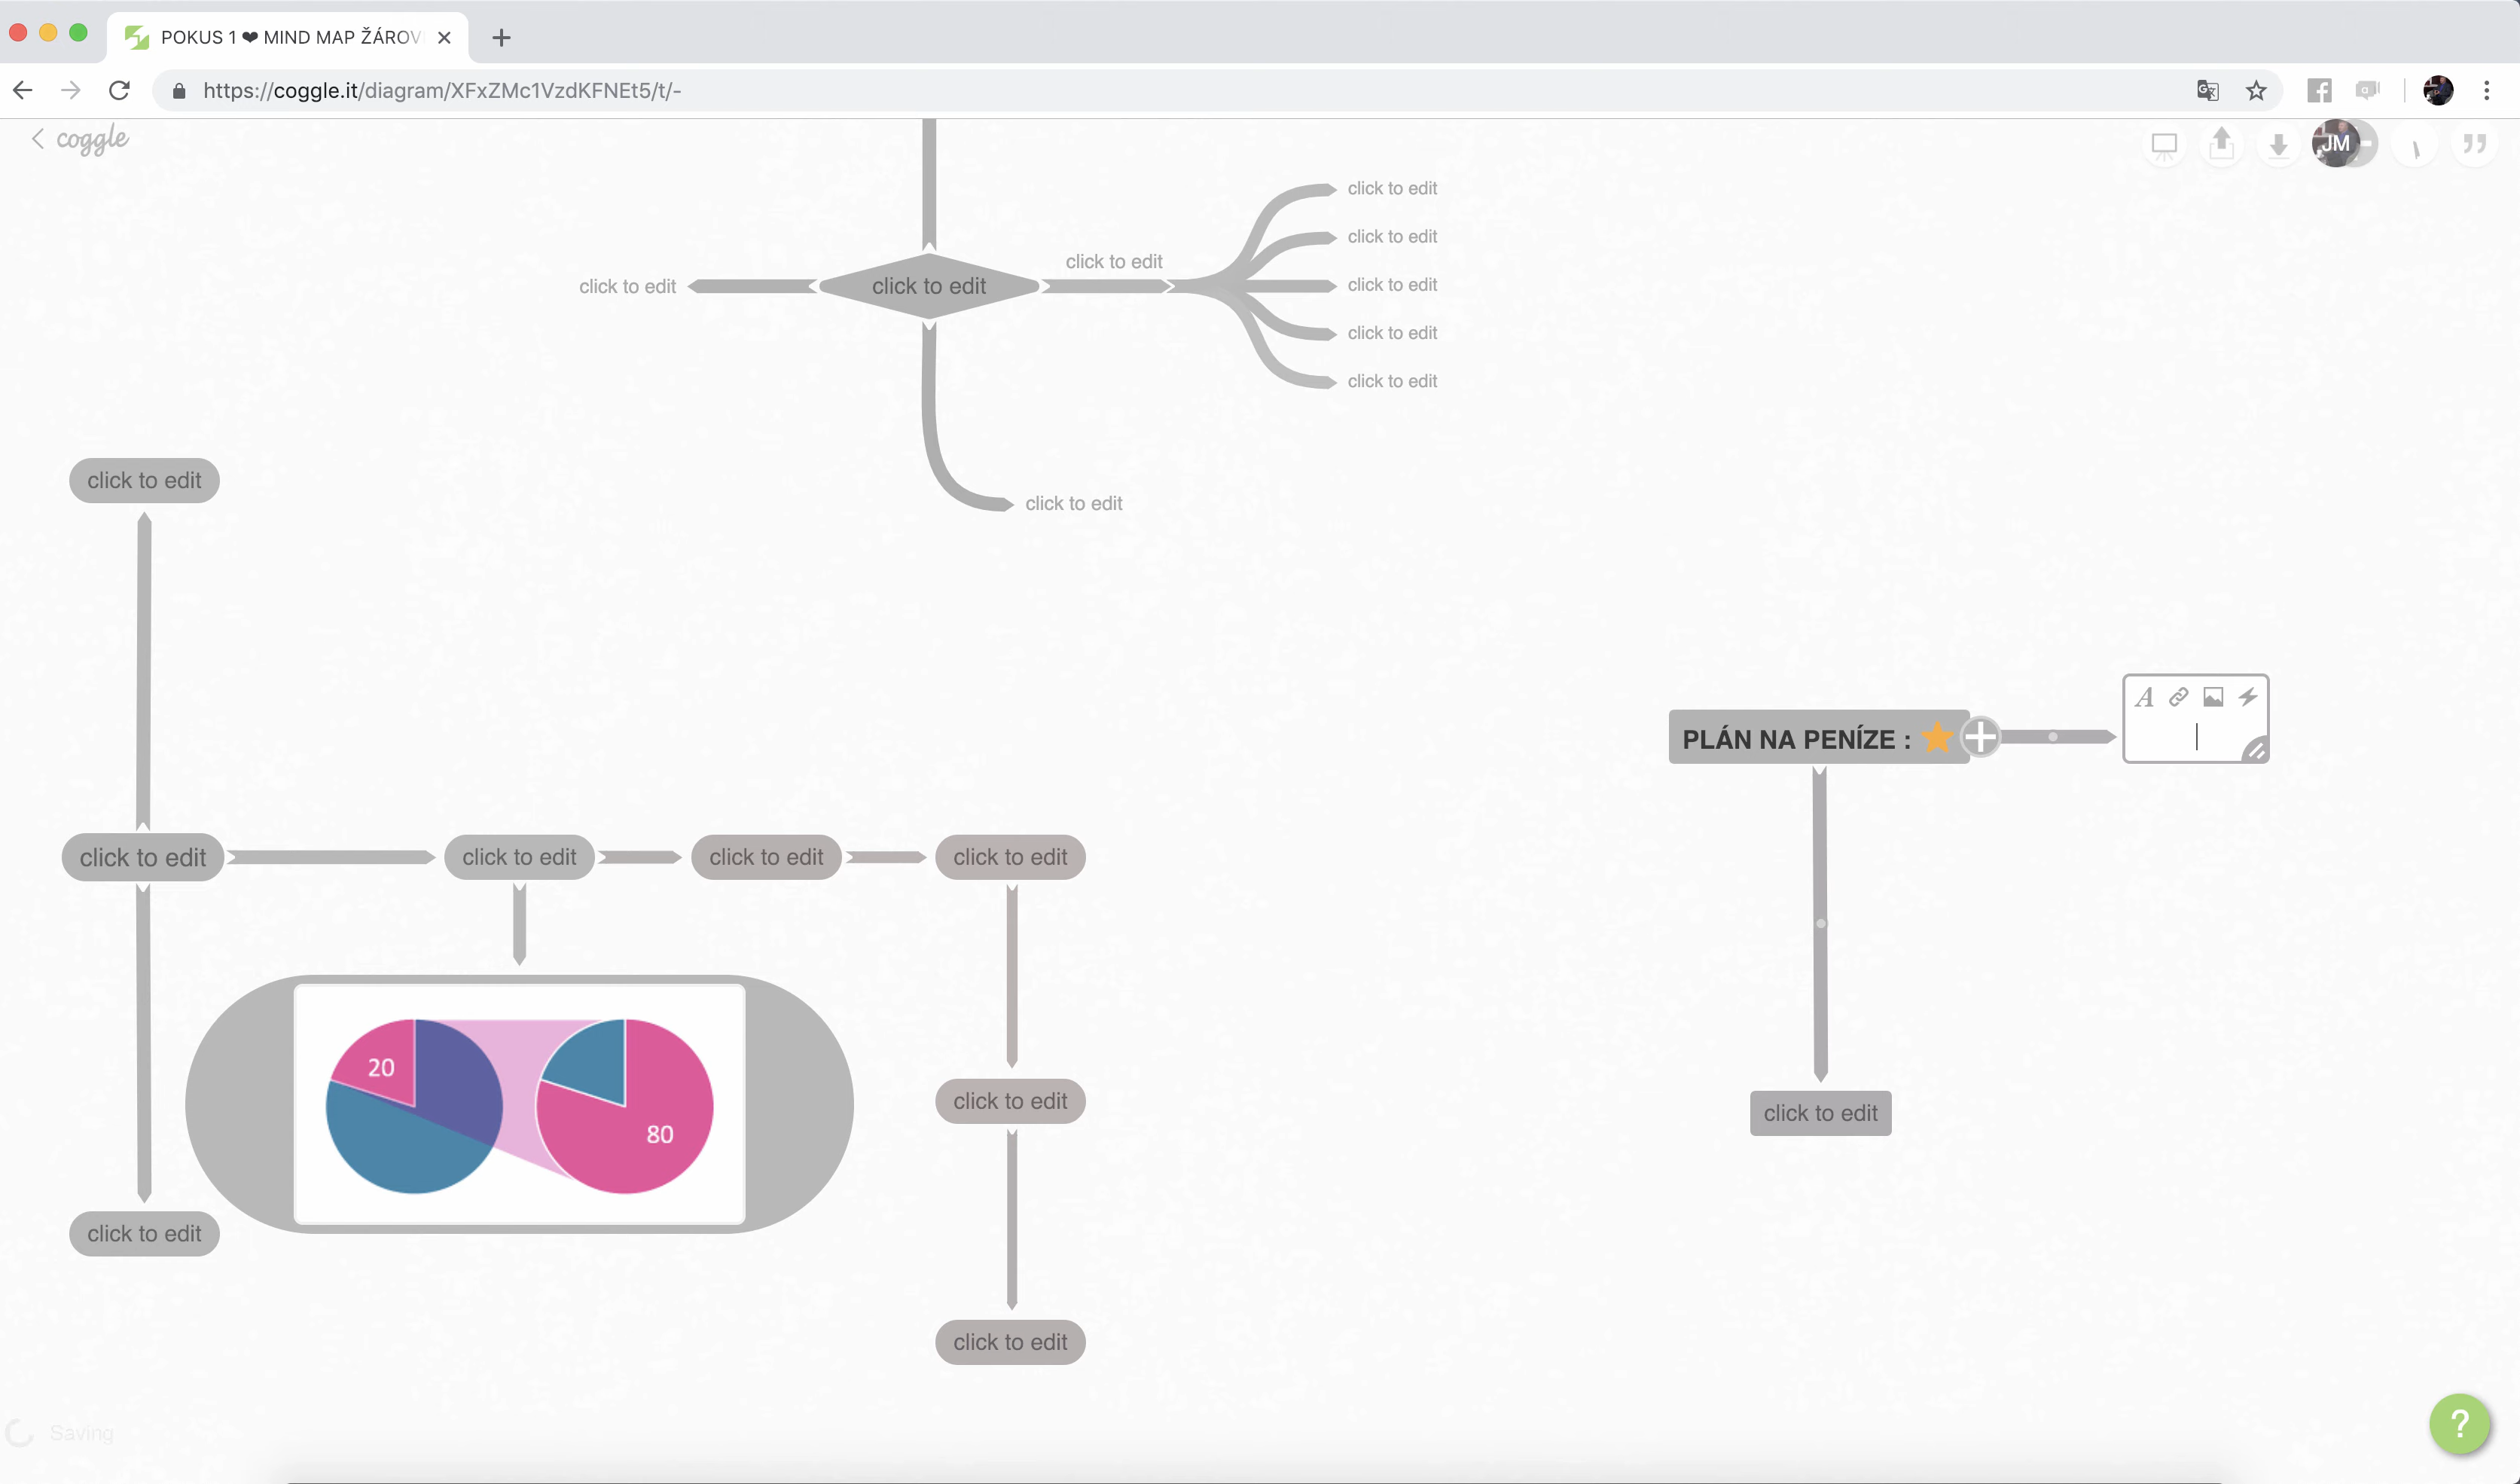 POKUS 1 ❤ MIND MAP ŽÁROV
https://coggle.it/diagram/XFxZMc1VzdKFNEt5/t/-
coggle
JM
click to edit
click to edit
click to edit
click to edit
click to edit
click to edit
click to edit
click to edit
click to edit
click to edit
PLÁN NA PENÍZE : ⭐
click to edit
click to edit
click to edit
click to edit
20
80
click to edit
click to edit
click to edit
click to edit
Saving
?